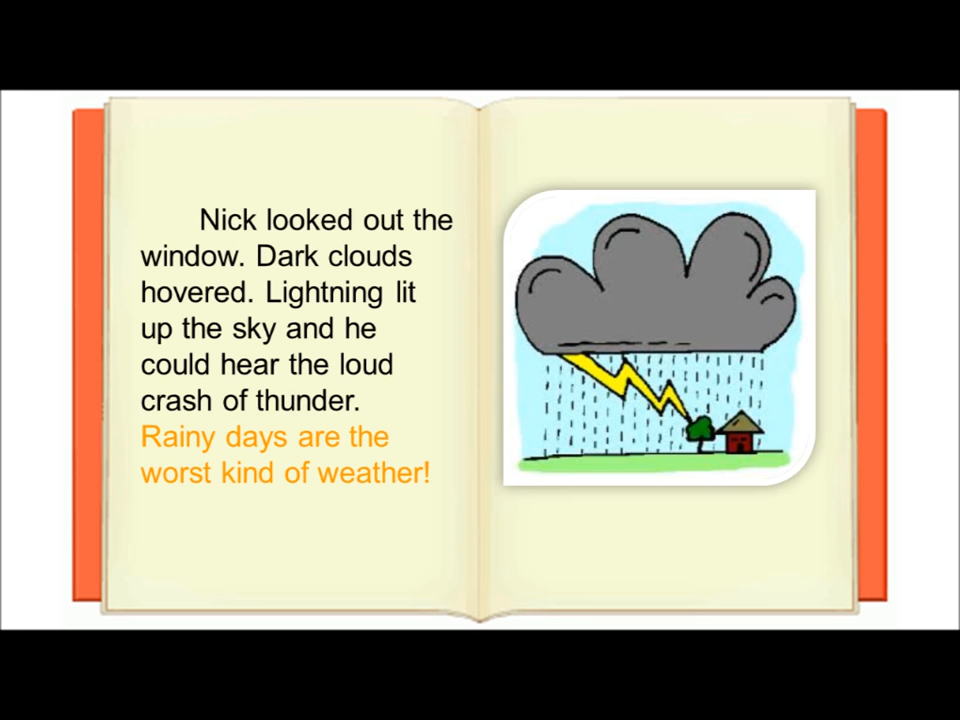 Nick looked out the
window. Dark clouds
hovered. Lightning lit
up the sky and he
could hear the loud
crash of thunder.
Rainy days are the
worst kind of weather!